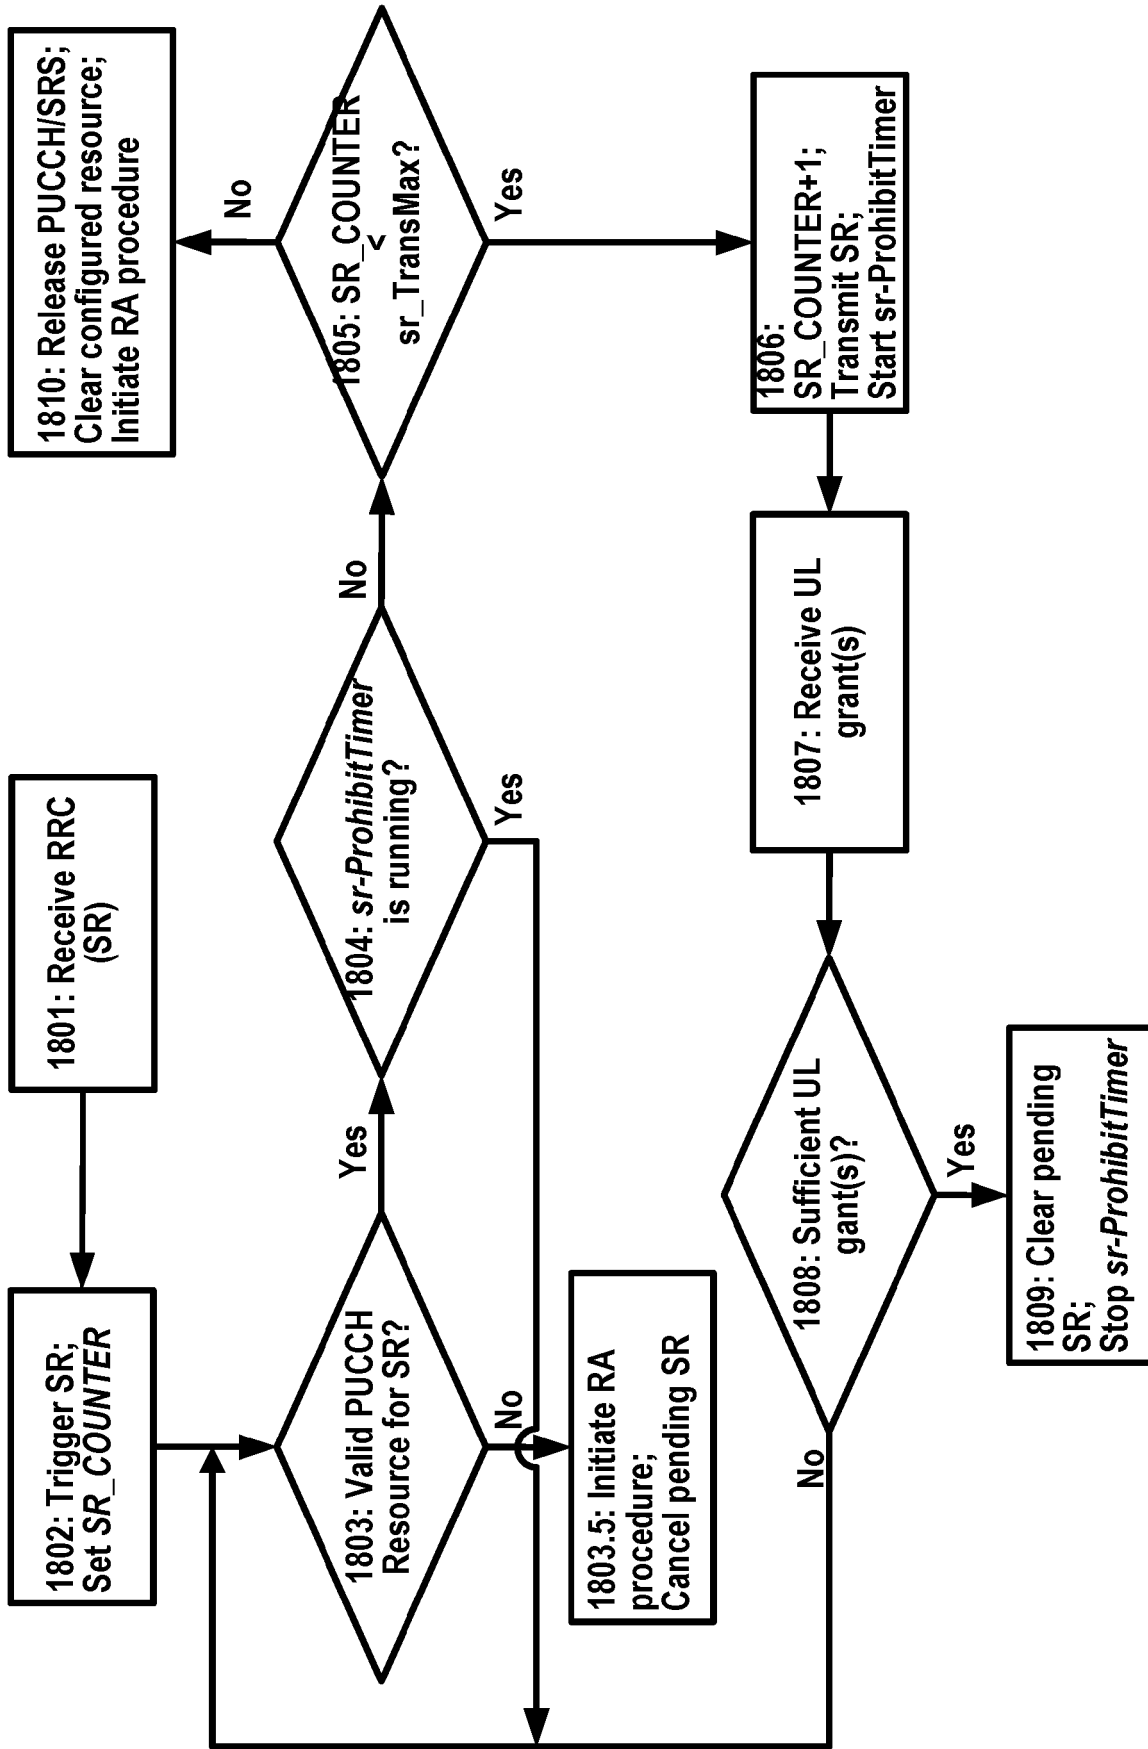 1801: Receive RRC
(SR)
1802: Trigger SR;
Set SR_COUNTER
1803: Valid PUCCH
Resource for SR?
Yes
No
1803.5: Initiate RA
procedure;
Cancel pending SR
1804: sr-ProhibitTimer
is running?
Yes
No
1805: SR_COUNTER
<
sr_TransMax?
No
Yes
1810: Release PUCCH/SRS;
Clear configured resource;
Initiate RA procedure
1806:
SR_COUNTER+1;
Transmit SR;
Start sr-ProhibitTimer
1807: Receive UL
grant(s)
1808: Sufficient UL
gant(s)?
No
Yes
1809: Clear pending
SR;
Stop sr-ProhibitTimer